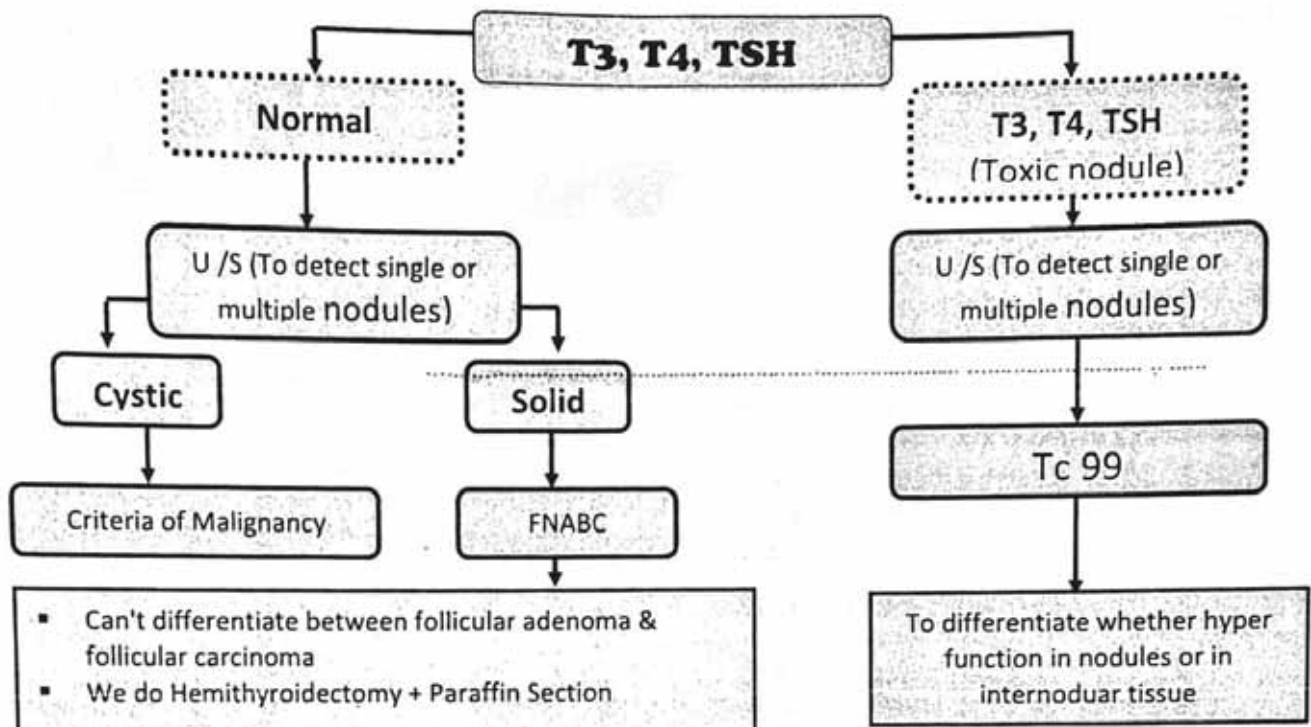 T3, T4, TSH
Normal
U /S (To detect single or
multiple nodules)
Cystic
Criteria of Malignancy
Solid
FNABC
▪ Can't differentiate between follicular adenoma &
follicular carcinoma
▪ We do Hemithyroidectomy + Paraffin Section
T3, T4, TSH
(Toxic nodule)
U /S (To detect single or
multiple nodules)
Tc 99
To differentiate whether hyper
function in nodules or in
internoduar tissue